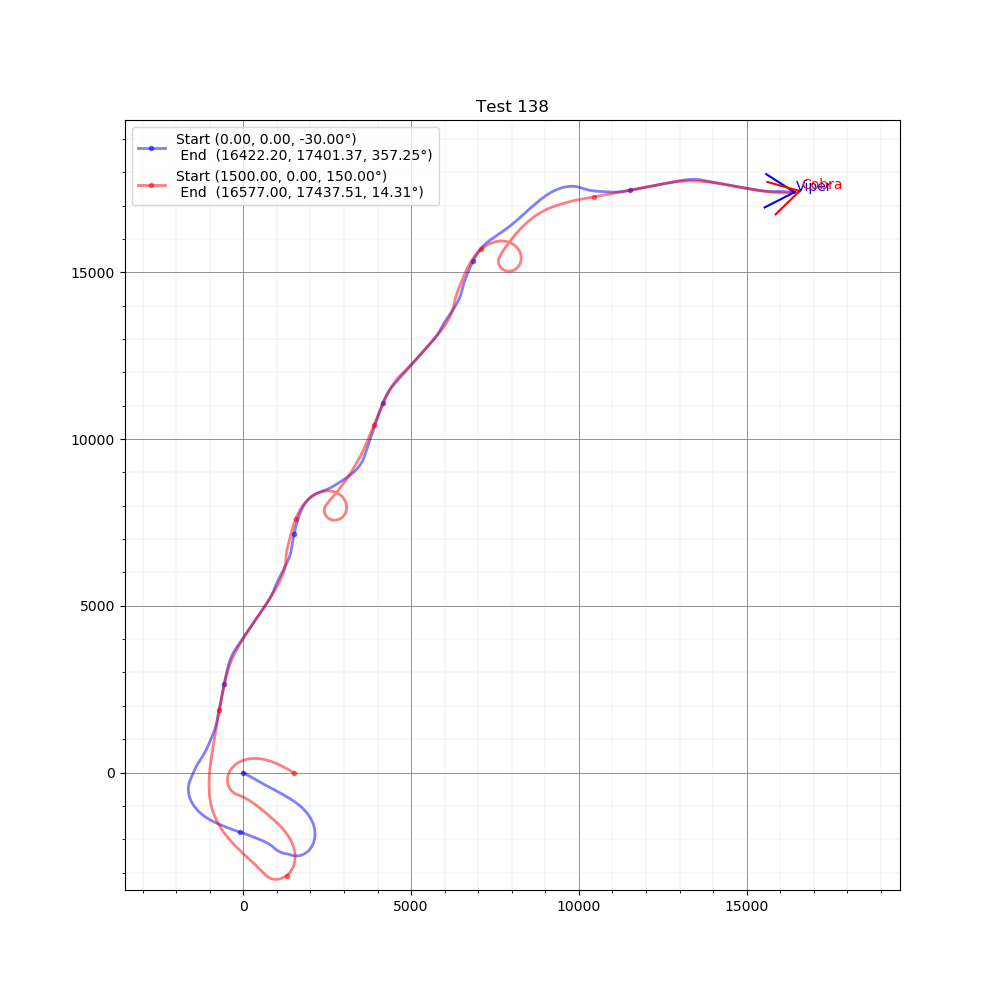 Test 138
Start (0.00, 0.00, -30.00°)
End (16422.20, 17401.37, 357.25°)
Start (1500.00, 0.00, 150.00°)
End (16577.00, 17437.51, 14.31°)
Viper
Cobra
15000
10000
5000
0
0
5000
10000
15000